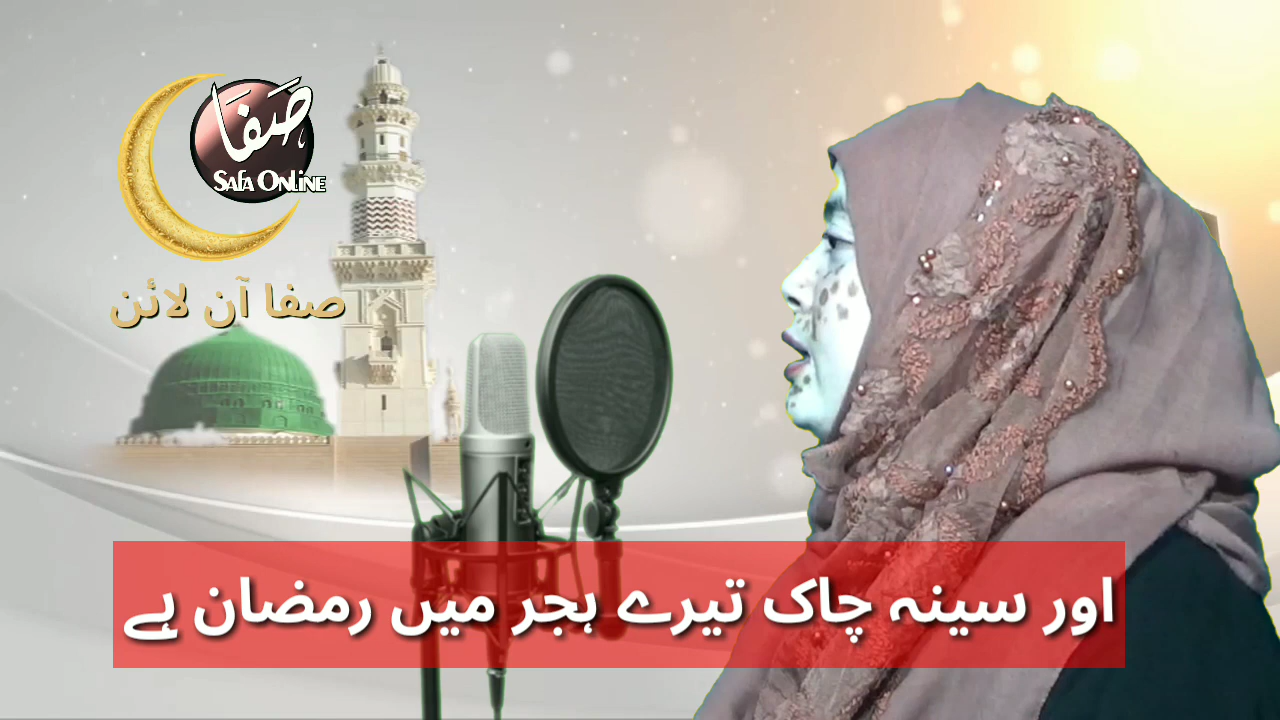 صفا
Safa Online
صفا آن لائن
اور سینہ چاک تیرے ہجر میں رمضان ہے